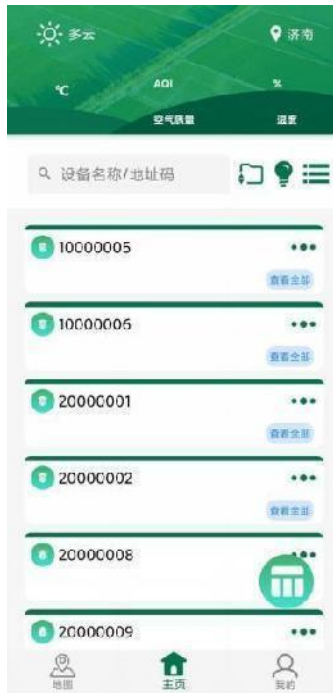 多云
济南
℃
AQI
%
空气质量
湿度
设备名称/地址码
10000005
查看全部
10000006
查看全部
20000001
查看全部
20000002
查看全部
20000008
20000009
地图
主页
我的